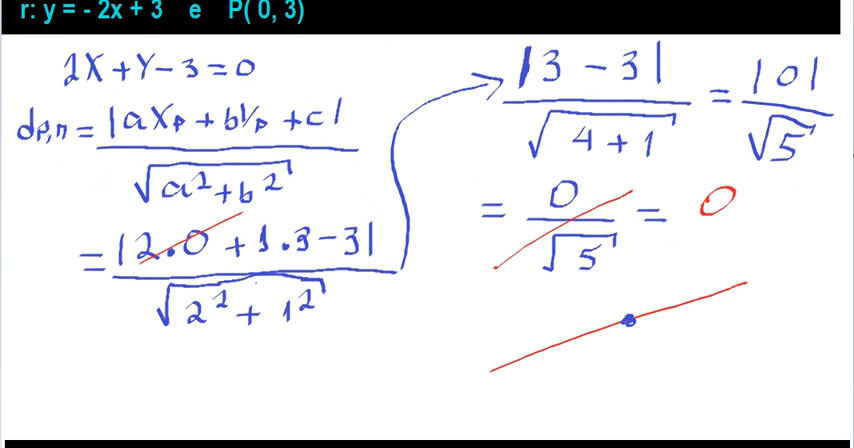 r: y = - 2x + 3 e P( 0, 3)
2X + Y - 3 = 0
dP,r = |aXp + bYp + c|
√a² + b²
= |2.0 + 1.3 - 3|
√2² + 1²
|3 - 3|
√4 + 1
= |0|
√5
= 0
√5
= 0